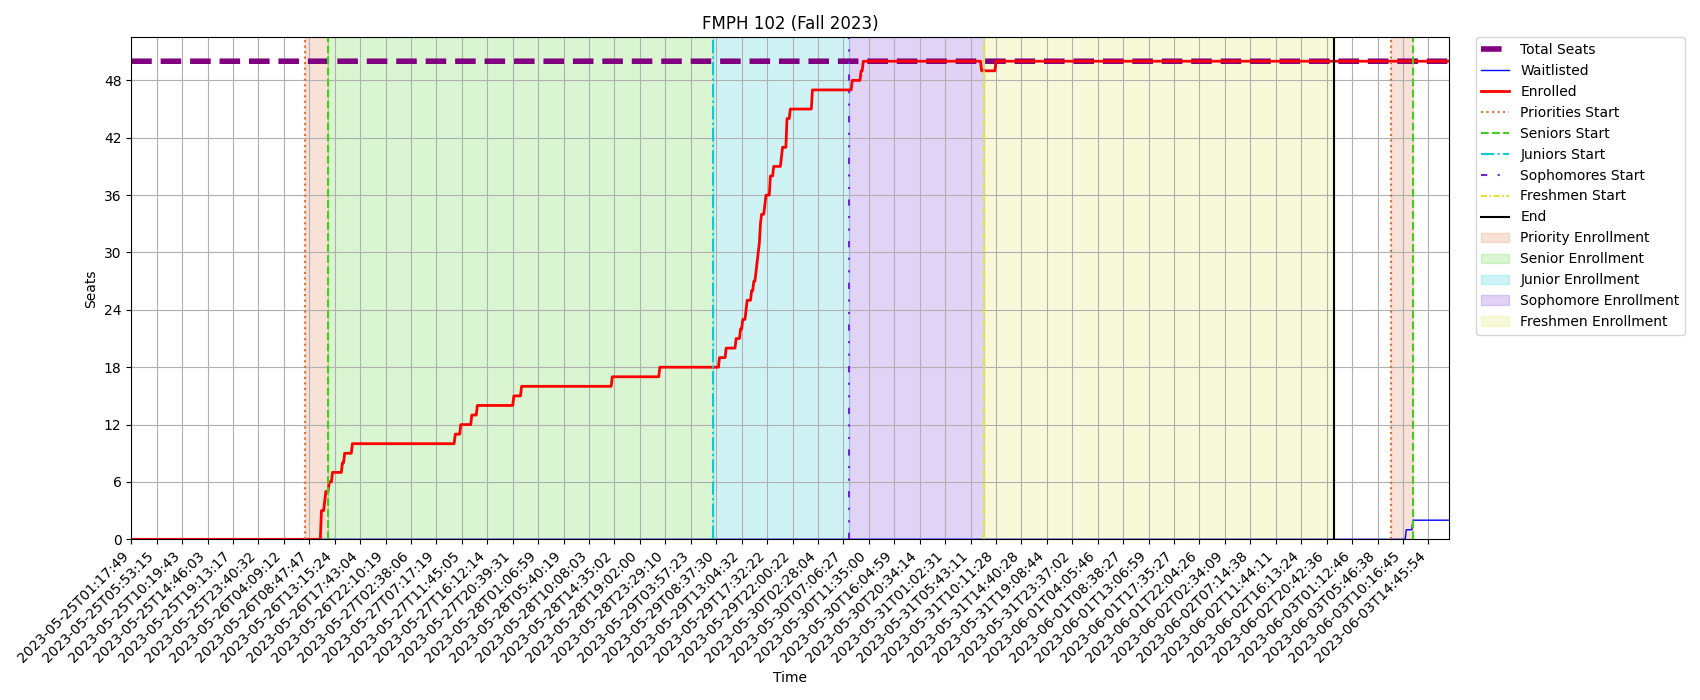 FMPH 102 (Fall 2023)
Seats
48
42
36
30
24
18
12
6
0
2023-05-25T01:17:49
2023-05-25T05:53:15
2023-05-25T10:19:43
2023-05-25T14:46:03
2023-05-25T19:13:17
2023-05-25T23:40:32
2023-05-26T04:09:12
2023-05-26T08:47:47
2023-05-26T13:15:24
2023-05-26T17:43:04
2023-05-26T22:10:19
2023-05-27T02:38:06
2023-05-27T07:17:19
2023-05-27T11:45:05
2023-05-27T16:12:14
2023-05-27T20:39:31
2023-05-28T01:06:59
2023-05-28T05:40:19
2023-05-28T10:08:03
2023-05-28T14:35:02
2023-05-28T19:02:00
2023-05-28T23:29:10
2023-05-29T03:57:23
2023-05-29T08:37:30
2023-05-29T13:04:32
2023-05-29T17:32:22
2023-05-29T22:00:22
2023-05-30T02:28:04
2023-05-30T07:06:27
2023-05-30T11:35:00
2023-05-30T16:04:59
2023-05-30T20:34:14
2023-05-31T01:02:31
2023-05-31T05:43:11
2023-05-31T10:11:28
2023-05-31T14:40:28
2023-05-31T19:08:44
2023-05-31T23:37:02
2023-06-01T04:05:46
2023-06-01T08:38:27
2023-06-01T13:06:59
2023-06-01T17:35:27
2023-06-01T22:04:26
2023-06-02T02:34:09
2023-06-02T07:14:38
2023-06-02T11:44:11
2023-06-02T16:13:24
2023-06-02T20:42:36
2023-06-03T01:12:46
2023-06-03T05:46:38
2023-06-03T10:16:45
2023-06-03T14:45:54
Time
Total Seats
Waitlisted
Enrolled
Priorities Start
Seniors Start
Juniors Start
Sophomores Start
Freshmen Start
End
Priority Enrollment
Senior Enrollment
Junior Enrollment
Sophomore Enrollment
Freshmen Enrollment